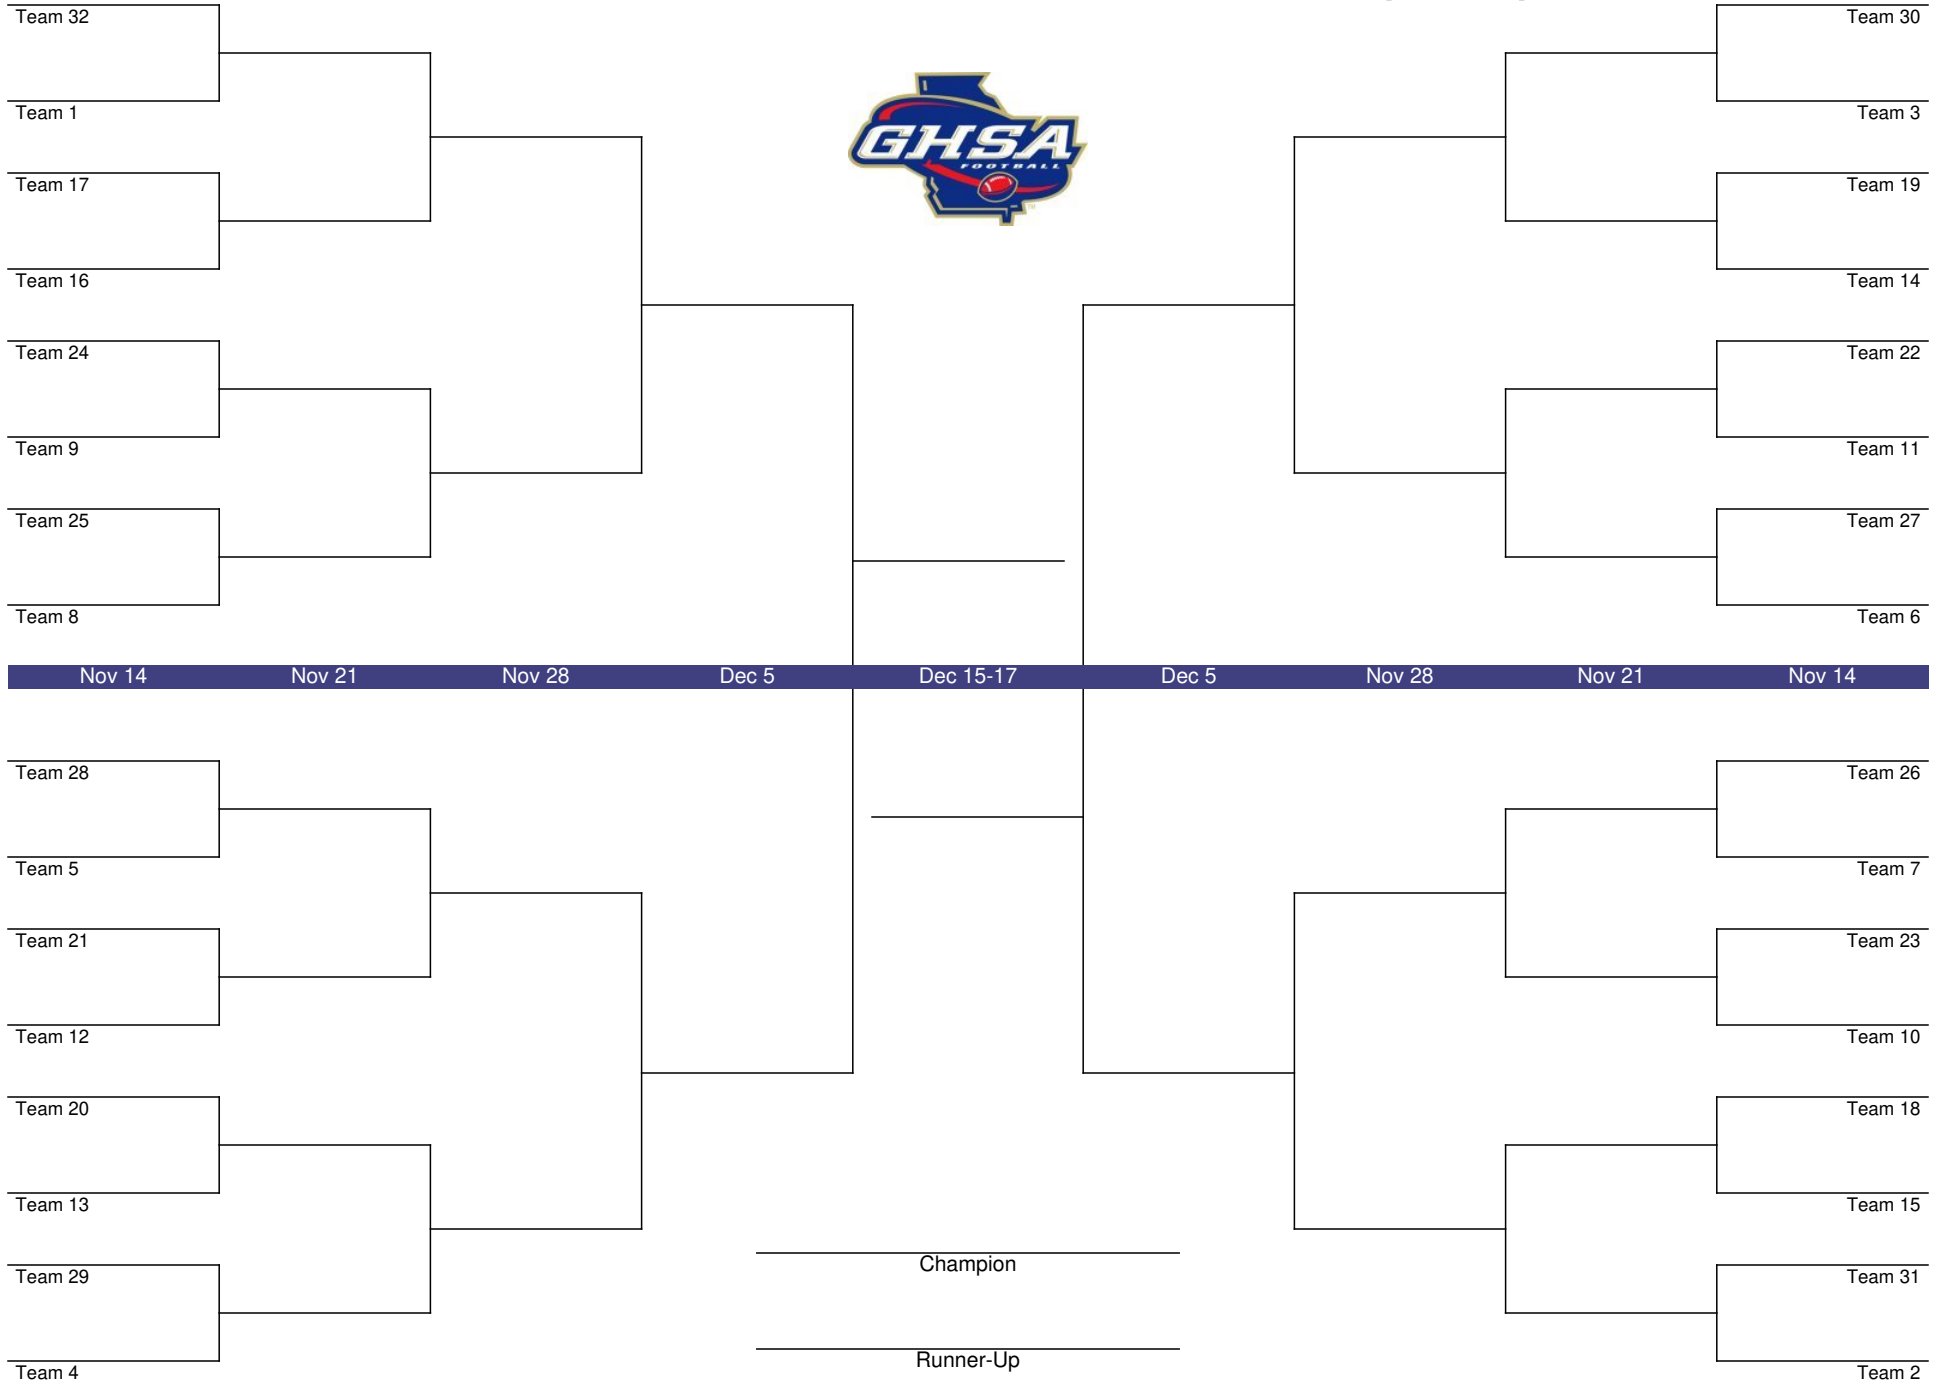 Team 32
Team 30
Team 1
Team 3
GHSA
FOOTBALL
Team 17
Team 19
Team 16
Team 14
Team 24
Team 22
Team 9
Team 11
Team 25
Team 27
Team 8
Team 6
Nov 14 Nov 21 Nov 28 Dec 5 Dec 15-17 Dec 5 Nov 28 Nov 21 Nov 14
Team 28
Team 26
Team 5
Team 7
Team 21
Team 23
Team 12
Team 10
Team 20
Team 18
Team 13
Team 15
Champion
Team 29
Team 31
Runner-Up
Team 4
Team 2